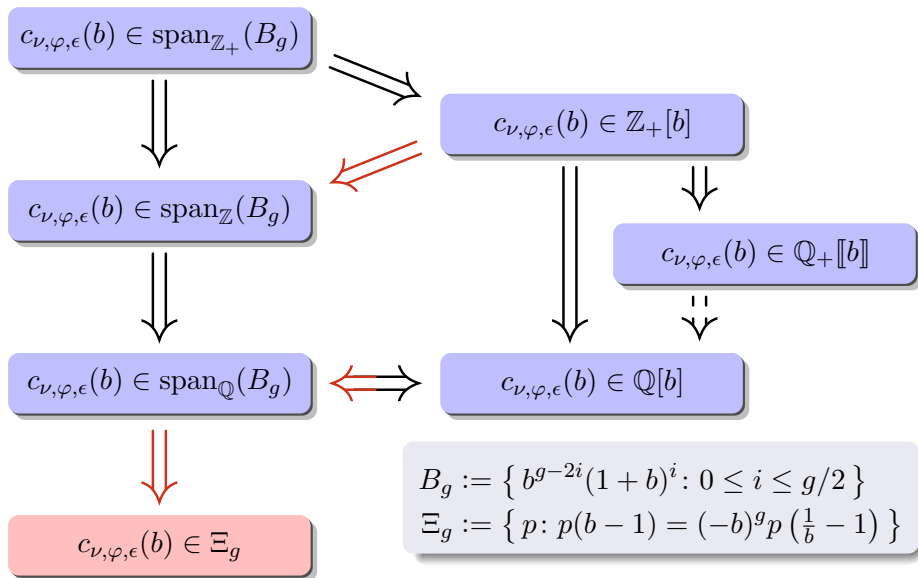 c_{ν,φ,ϵ}(b) ∈ span_{ℤ_+}(B_g)
c_{ν,φ,ϵ}(b) ∈ ℤ_+[b]
c_{ν,φ,ϵ}(b) ∈ span_ℤ(B_g)
c_{ν,φ,ϵ}(b) ∈ ℚ_+⟦b⟧
c_{ν,φ,ϵ}(b) ∈ span_ℚ(B_g)
c_{ν,φ,ϵ}(b) ∈ ℚ[b]
B_g := { b^{g−2i}(1 + b)^i : 0 ≤ i ≤ g/2 }
Ξ_g := { p : p(b − 1) = (−b)^g p (1/b − 1) }
c_{ν,φ,ϵ}(b) ∈ Ξ_g